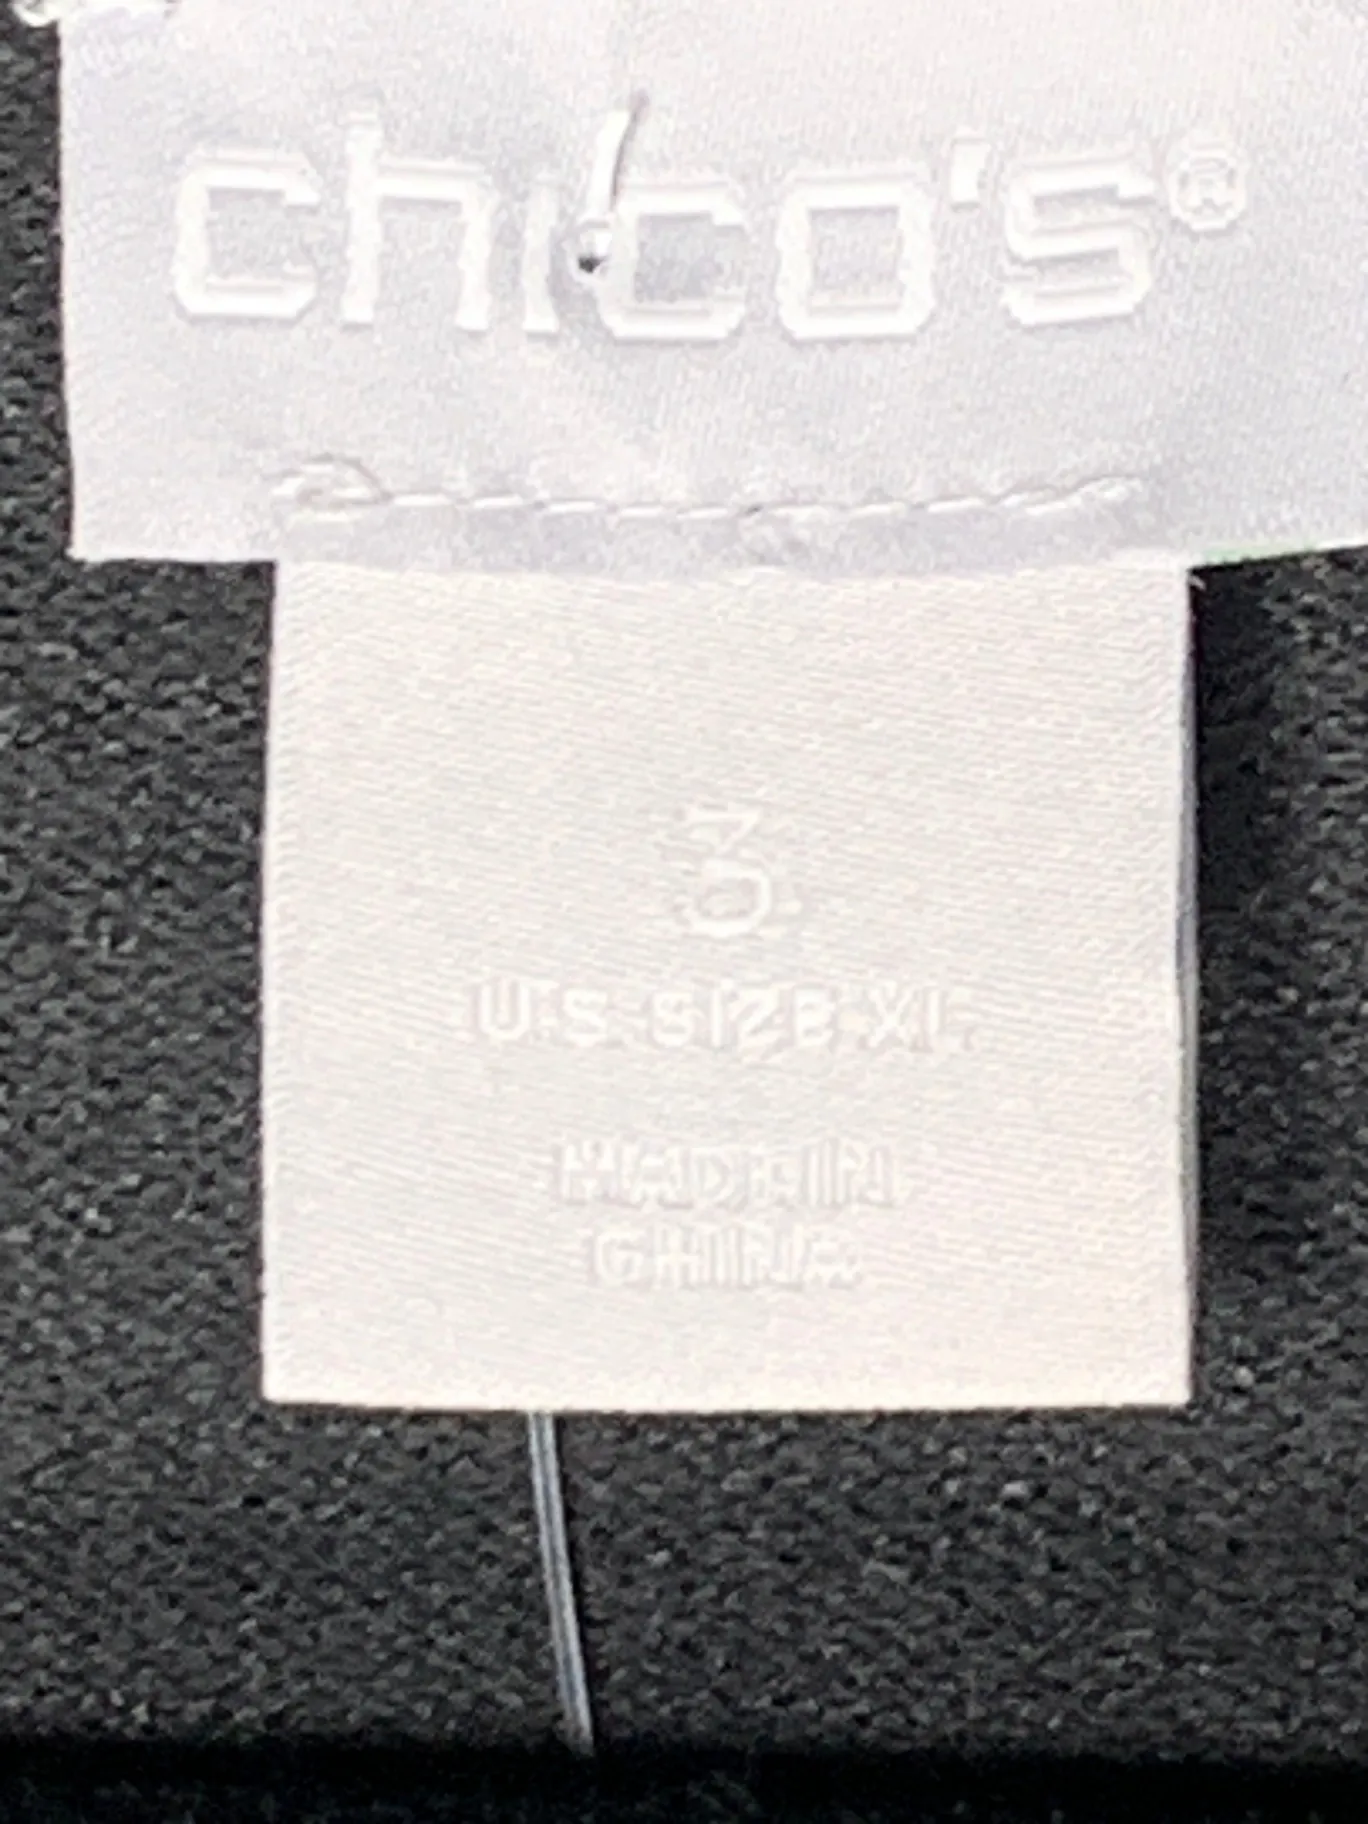 chico's®
3
U.S. SIZE XL
MADE IN
CHINA